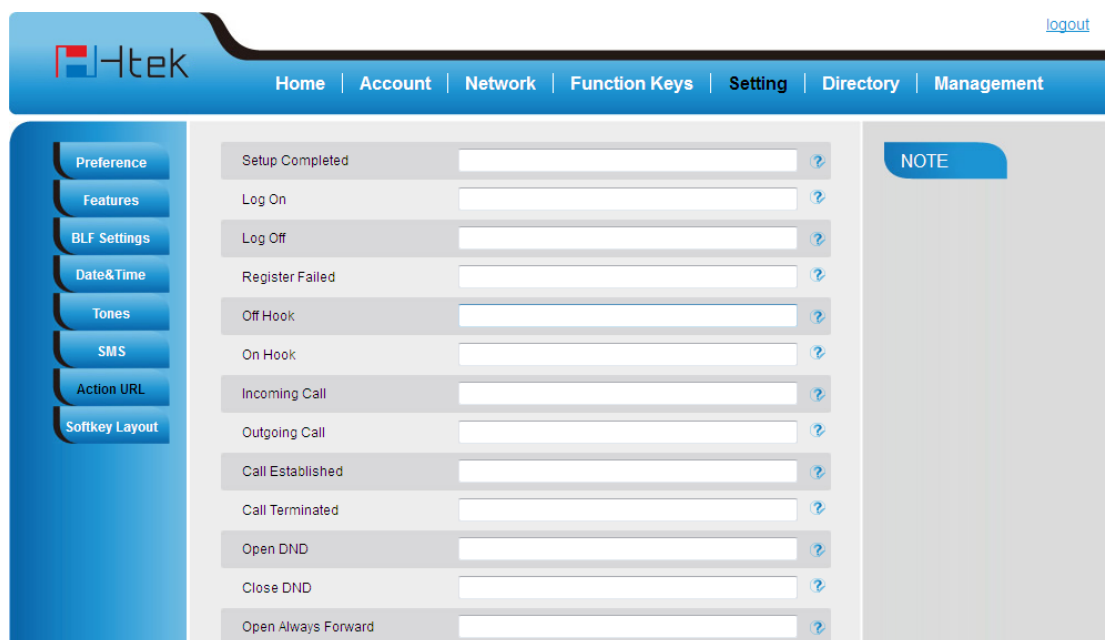 logout
Htek
Home | Account | Network | Function Keys | Setting | Directory | Management
Preference
Features
BLF Settings
Date&Time
Tones
SMS
Action URL
Softkey Layout
Setup Completed
Log On
Log Off
Register Failed
Off Hook
On Hook
Incoming Call
Outgoing Call
Call Established
Call Terminated
Open DND
Close DND
Open Always Forward
NOTE